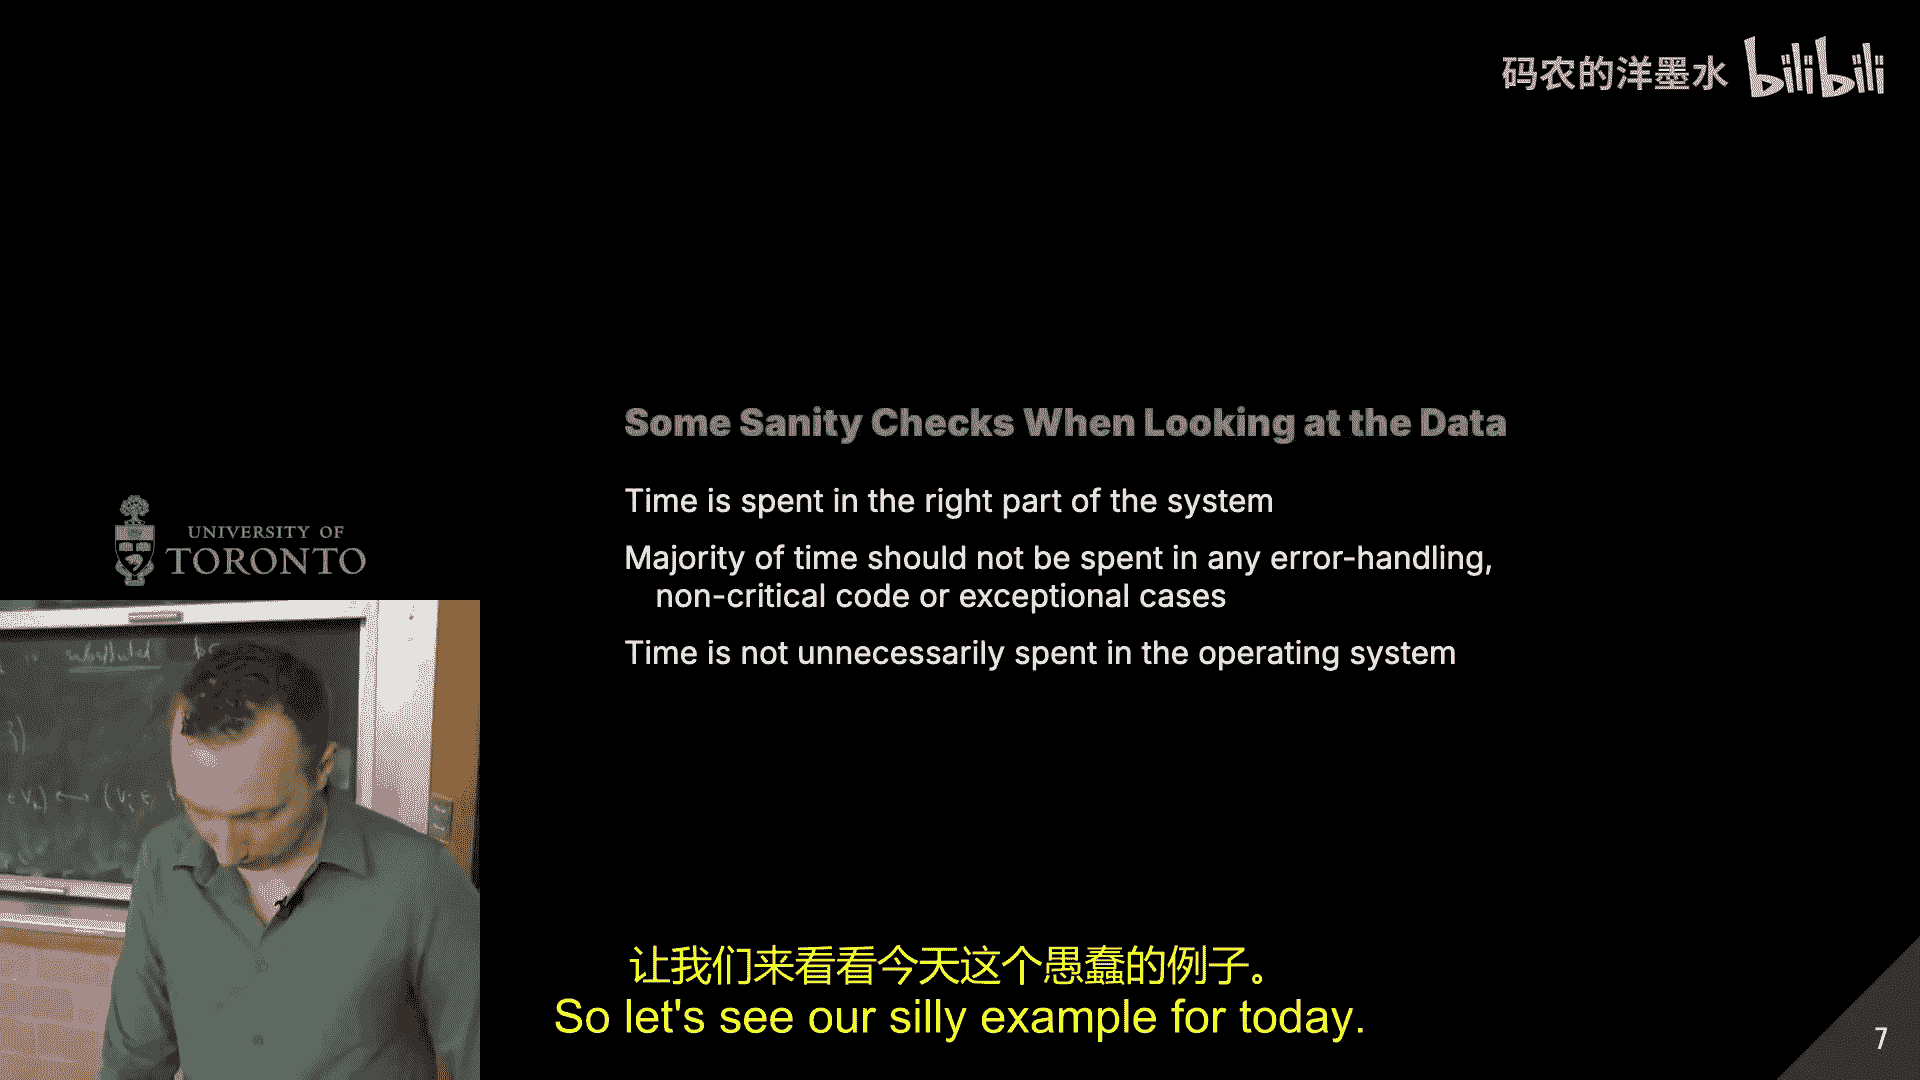 码农的洋墨水 bilibili
Some Sanity Checks When Looking at the Data
Time is spent in the right part of the system
Majority of time should not be spent in any error-handling,
non-critical code or exceptional cases
Time is not unnecessarily spent in the operating system
UNIVERSITY OF
TORONTO
substituted
让我们来看看今天这个愚蠢的例子。
So let's see our silly example for today.
7